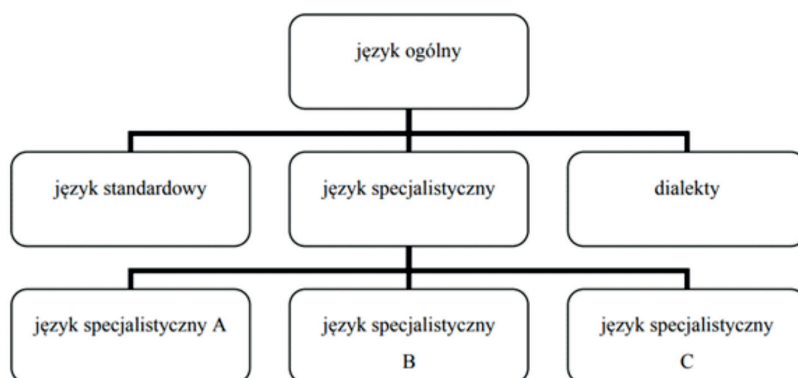 język ogólny
język standardowy
język specjalistyczny
dialekty
język specjalistyczny A
język specjalistyczny
B
język specjalistyczny
C